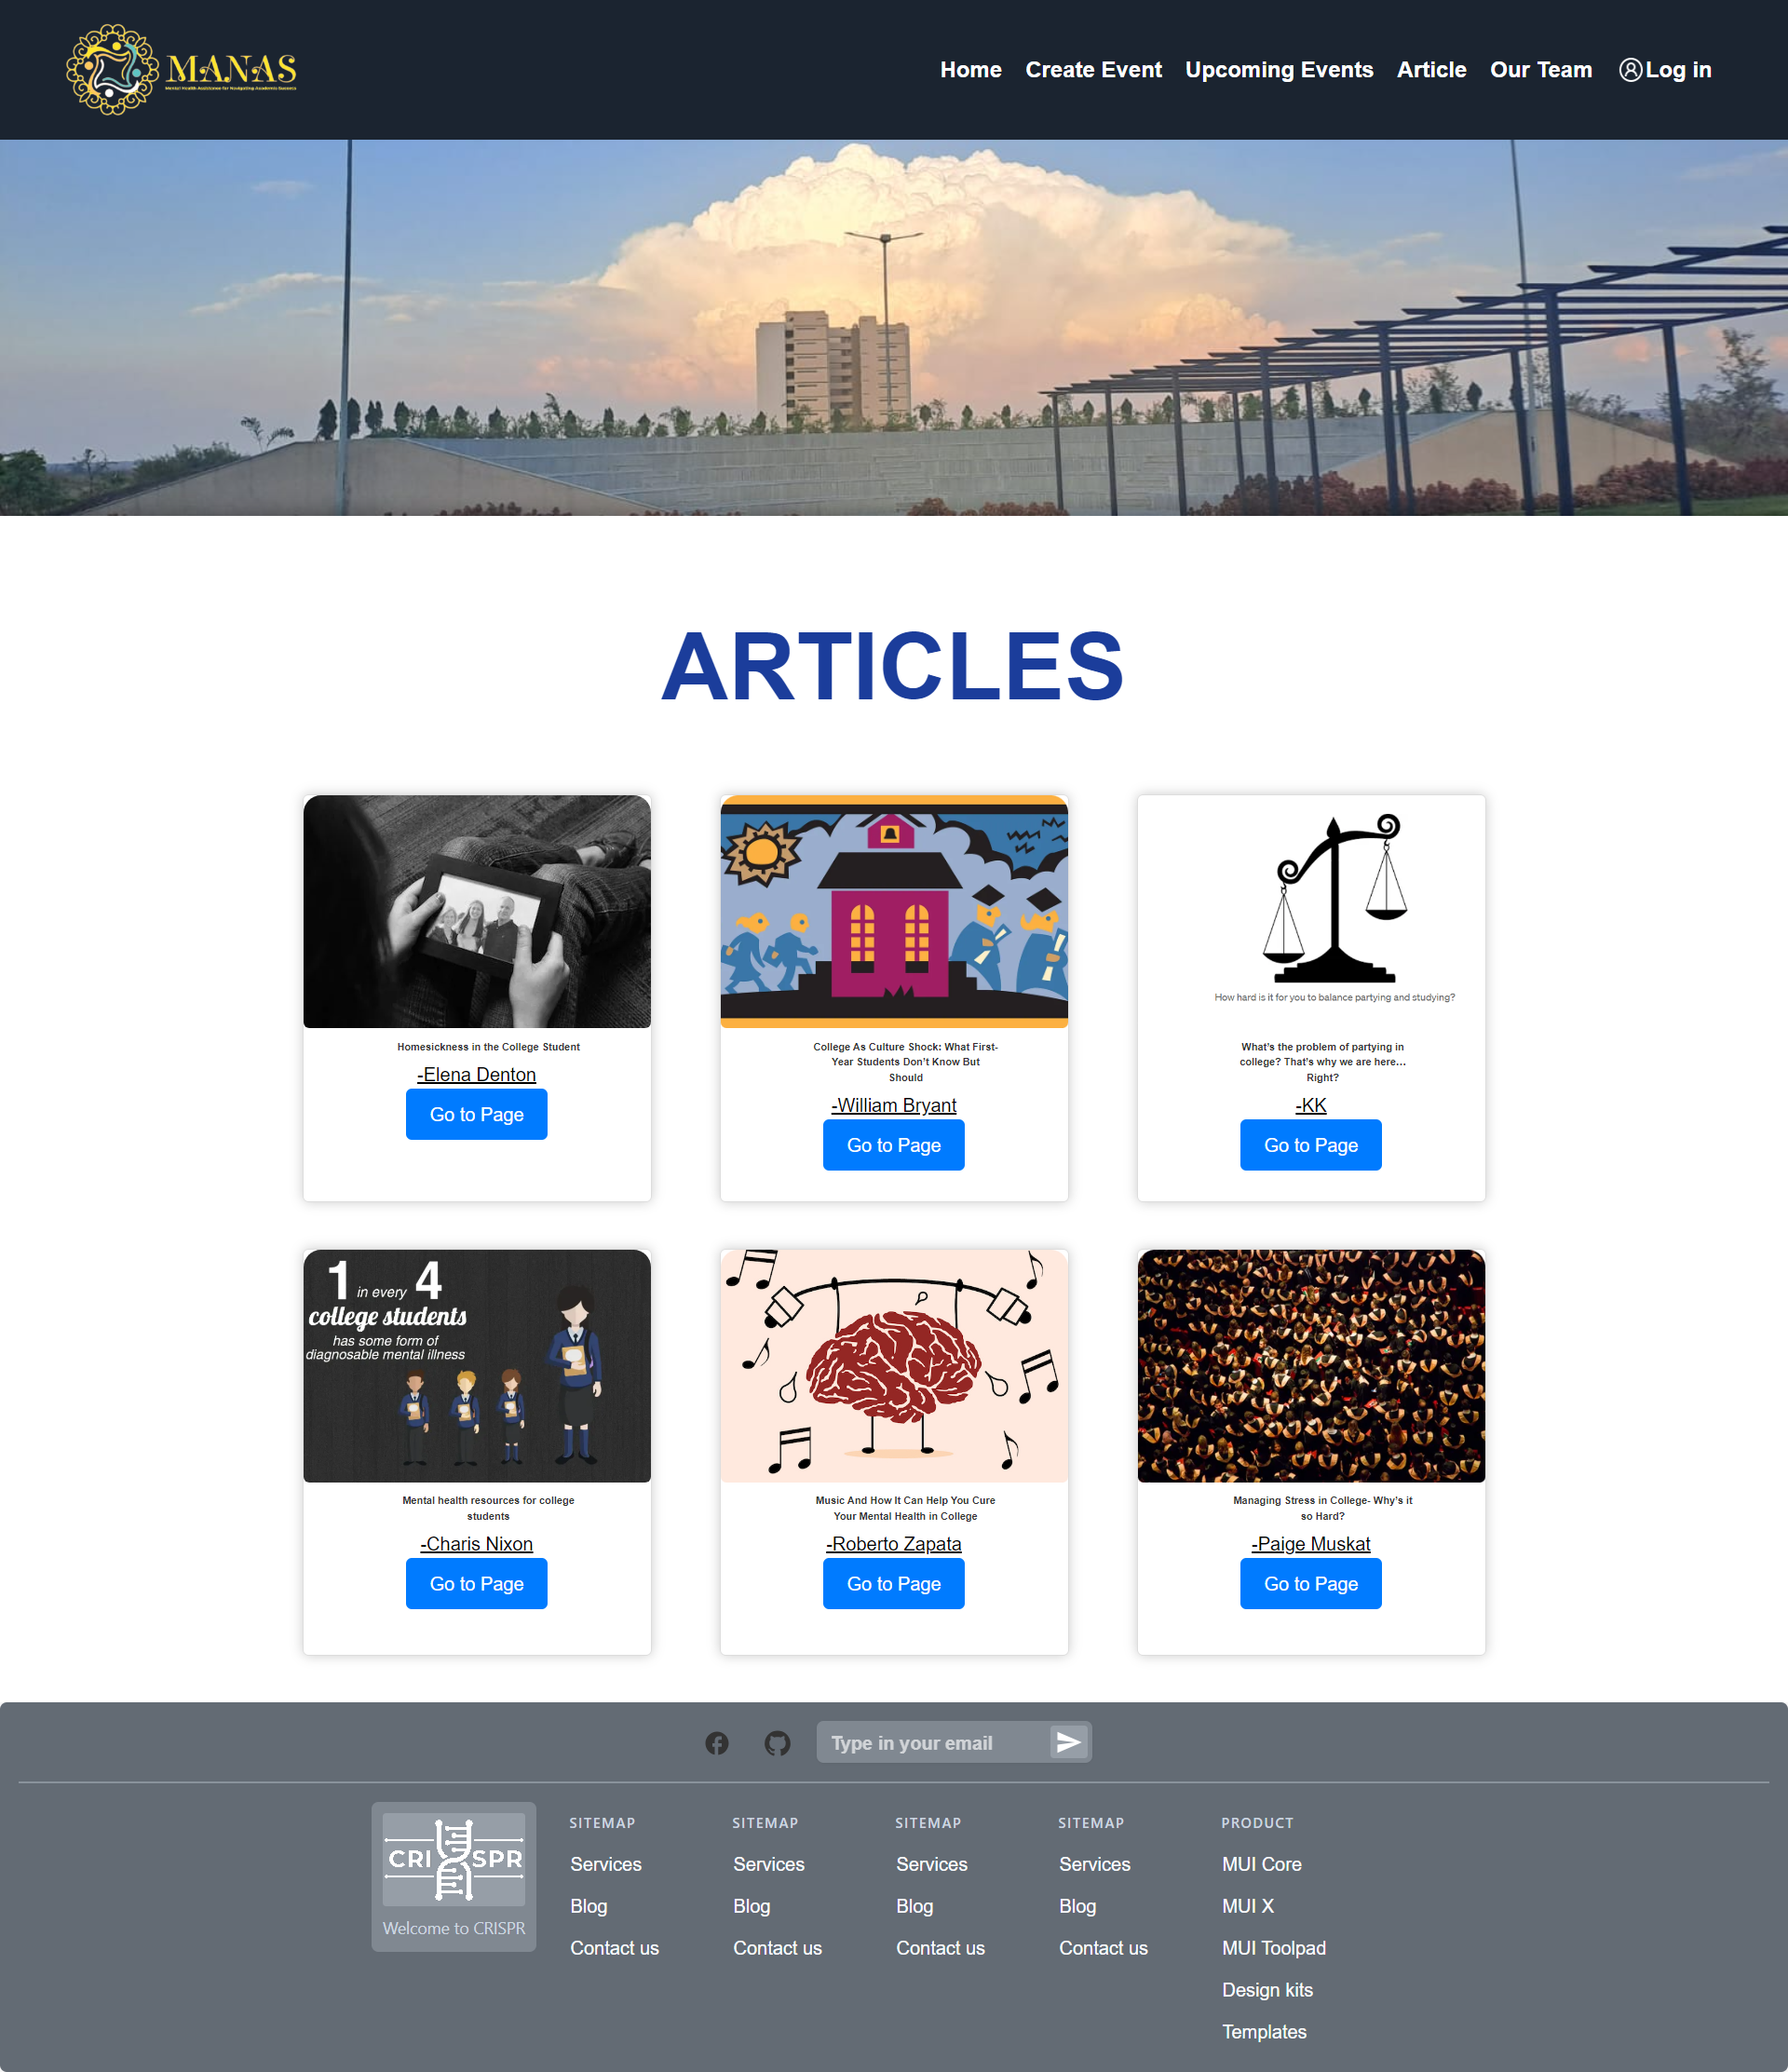 MANAS
Mental Health Assistance for Navigating Academic Success
Home
Create Event
Upcoming Events
Article
Our Team
Log in
ARTICLES
Homesickness in the College Student
-Elena Denton
Go to Page
College As Culture Shock: What First-
Year Students Don't Know But
Should
-William Bryant
Go to Page
How hard is it for you to balance partying and studying?
What's the problem of partying in
college? That's why we are here...
Right?
-KK
Go to Page
1 in every 4
college students
has some form of
diagnosable mental illness
Mental health resources for college
students
-Charis Nixon
Go to Page
Music And How It Can Help You Cure
Your Mental Health in College
-Roberto Zapata
Go to Page
Managing Stress in College- Why's it
so Hard?
-Paige Muskat
Go to Page
Type in your email
CRISPR
Welcome to CRISPR
SITEMAP
Services
Blog
Contact us
SITEMAP
Services
Blog
Contact us
SITEMAP
Services
Blog
Contact us
SITEMAP
Services
Blog
Contact us
PRODUCT
MUI Core
MUI X
MUI Toolpad
Design kits
Templates